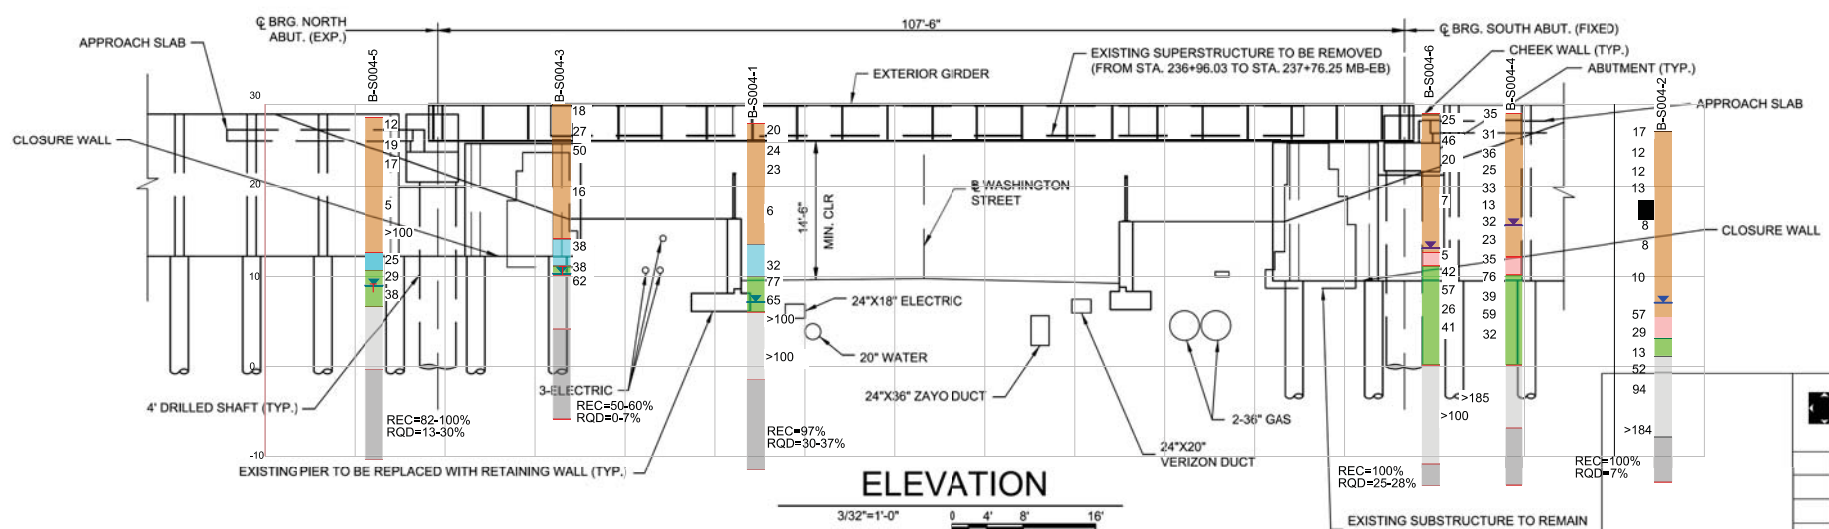 ℄ BRG. NORTH
ABUT. (EXP.)
107'-6"
℄ BRG. SOUTH ABUT. (FIXED)
APPROACH SLAB
EXISTING SUPERSTRUCTURE TO BE REMOVED
(FROM STA. 236+96.03 TO STA. 237+76.25 MB-EB)
CHEEK WALL (TYP.)
EXTERIOR GIRDER
ABUTMENT (TYP.)
APPROACH SLAB
CLOSURE WALL
WASHINGTON
STREET
14'-6"
MIN. CLR
CLOSURE WALL
24"X18" ELECTRIC
20" WATER
3-ELECTRIC
4' DRILLED SHAFT (TYP.)
24"X36" ZAYO DUCT
2-36" GAS
24"X20"
VERIZON DUCT
EXISTING PIER TO BE REPLACED WITH RETAINING WALL (TYP.)
EXISTING SUBSTRUCTURE TO REMAIN
ELEVATION
3/32"=1'-0"
0 4' 8' 16'
30
20
10
0
-10
B-S004-5
12
19
17
5
>100
25
29
38
REC=82-100%
RQD=13-30%
B-S004-3
18
27
50
16
38
38
62
REC=50-60%
RQD=0-7%
B-S004-1
20
24
23
6
32
77
65
>100
>100
REC=97%
RQD=30-37%
B-S004-6
25
46
20
7
5
42
57
26
41
>100
REC=100%
RQD=25-28%
B-S004-4
35
31
36
25
33
13
32
23
35
76
39
59
32
>185
B-S004-2
17
12
12
13
8
8
10
57
29
13
52
94
>184
REC=100%
RQD=7%